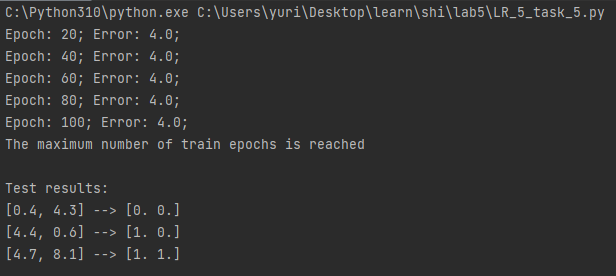 C:\Python310\python.exe C:\Users\yuri\Desktop\learn\shi\lab5\LR_5_task_5.py
Epoch: 20; Error: 4.0;
Epoch: 40; Error: 4.0;
Epoch: 60; Error: 4.0;
Epoch: 80; Error: 4.0;
Epoch: 100; Error: 4.0;
The maximum number of train epochs is reached
Test results:
[0.4, 4.3] --> [0. 0.]
[4.4, 0.6] --> [1. 0.]
[4.7, 8.1] --> [1. 1.]